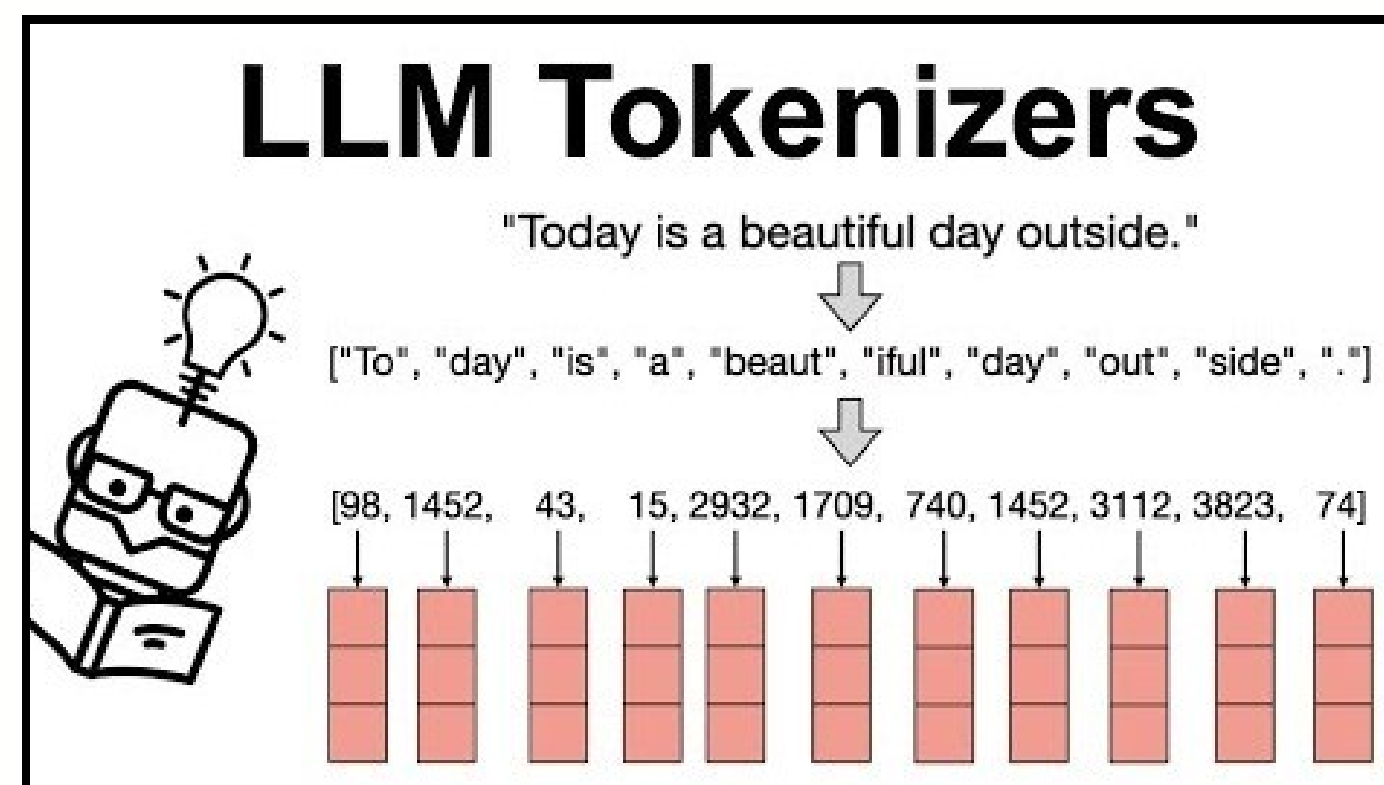 LLM Tokenizers
"Today is a beautiful day outside."
["To", "day", "is", "a", "beaut", "iful", "day", "out", "side", "."]
[98, 1452, 43, 15, 2932, 1709, 740, 1452, 3112, 3823, 74]